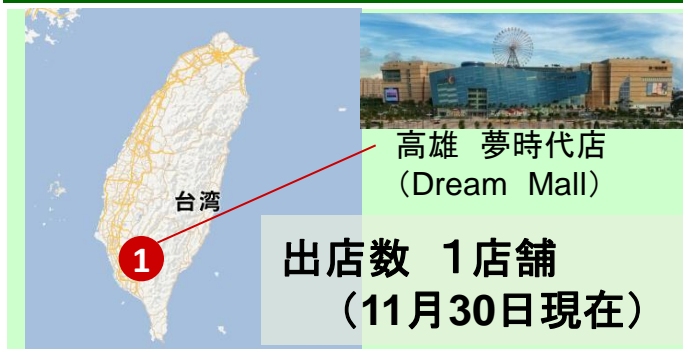 高雄 夢時代店
（Dream Mall）
台湾
1
出店数 １店舗
（11月30日現在）